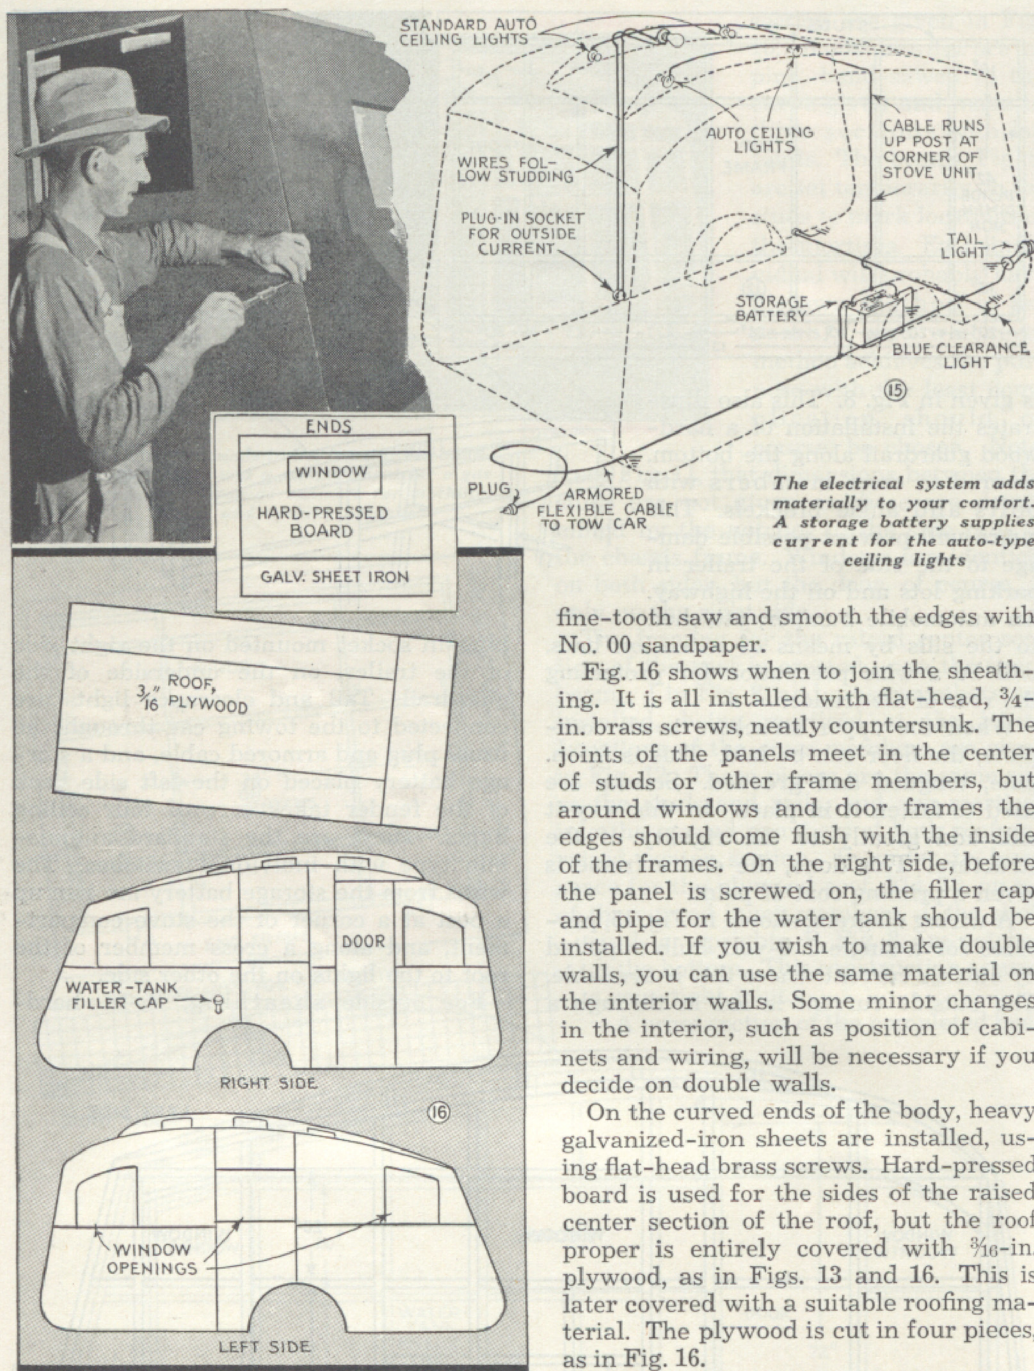 STANDARD AUTO
CEILING LIGHTS
AUTO CEILING
LIGHTS
CABLE RUNS
UP POST AT
CORNER OF
STOVE UNIT
WIRES FOL-
LOW STUDDING
PLUG-IN SOCKET
FOR OUTSIDE
CURRENT
TAIL
LIGHT
STORAGE
BATTERY
BLUE CLEARANCE
LIGHT
15
PLUG
ARMORED
FLEXIBLE CABLE
TO TOW CAR
The electrical system adds
materially to your comfort.
A storage battery supplies
current for the auto-type
ceiling lights
ENDS
WINDOW
HARD-PRESSED
BOARD
GALV. SHEET IRON
ROOF,
3/16" PLYWOOD
DOOR
WATER-TANK
FILLER CAP
RIGHT SIDE
16
WINDOW
OPENINGS
LEFT SIDE
fine-tooth saw and smooth the edges with
No. 00 sandpaper.
Fig. 16 shows when to join the sheath-
ing. It is all installed with flat-head, ¾-
in. brass screws, neatly countersunk. The
joints of the panels meet in the center
of studs or other frame members, but
around windows and door frames the
edges should come flush with the inside
of the frames. On the right side, before
the panel is screwed on, the filler cap
and pipe for the water tank should be
installed. If you wish to make double
walls, you can use the same material on
the interior walls. Some minor changes
in the interior, such as position of cabi-
nets and wiring, will be necessary if you
decide on double walls.
On the curved ends of the body, heavy
galvanized-iron sheets are installed, us-
ing flat-head brass screws. Hard-pressed
board is used for the sides of the raised
center section of the roof, but the roof
proper is entirely covered with 3/16-in.
plywood, as in Figs. 13 and 16. This is
later covered with a suitable roofing ma-
terial. The plywood is cut in four pieces,
as in Fig. 16.